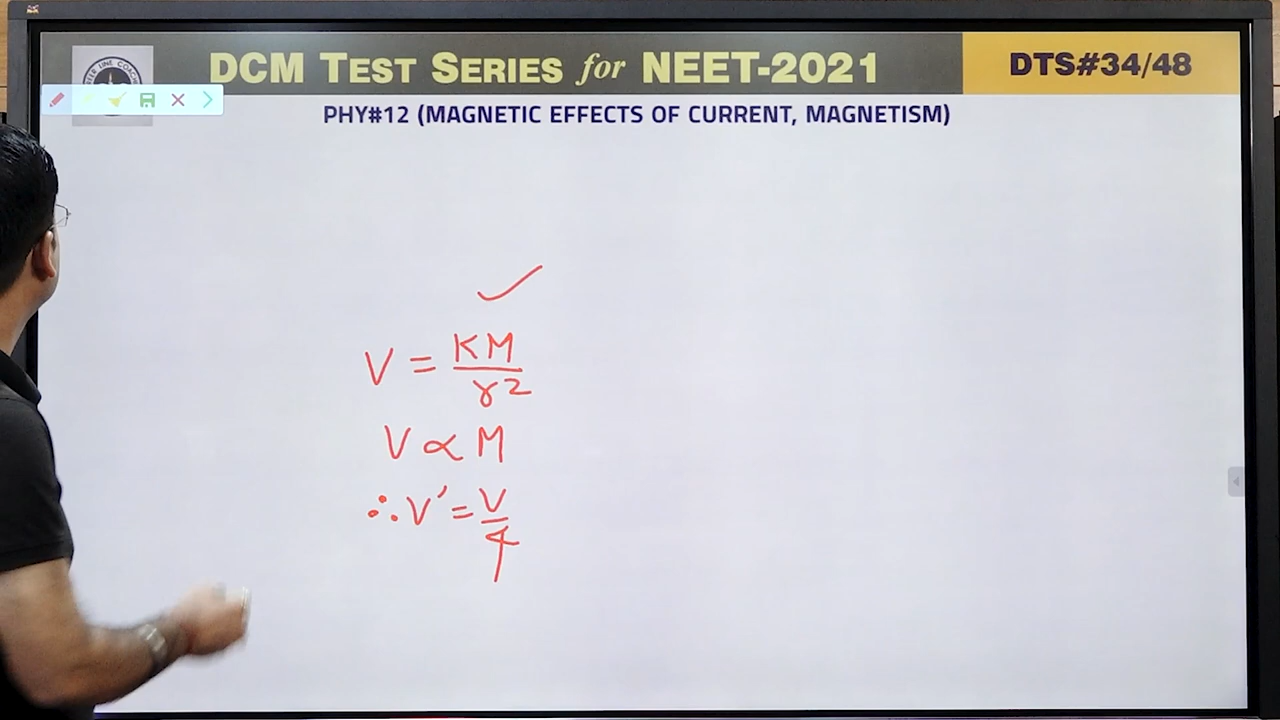 DCM TEST SERIES for NEET-2021
DTS#34/48
PHY#12 (MAGNETIC EFFECTS OF CURRENT, MAGNETISM)
V = KM/r²
V ∝ M
∴ V' = V/4